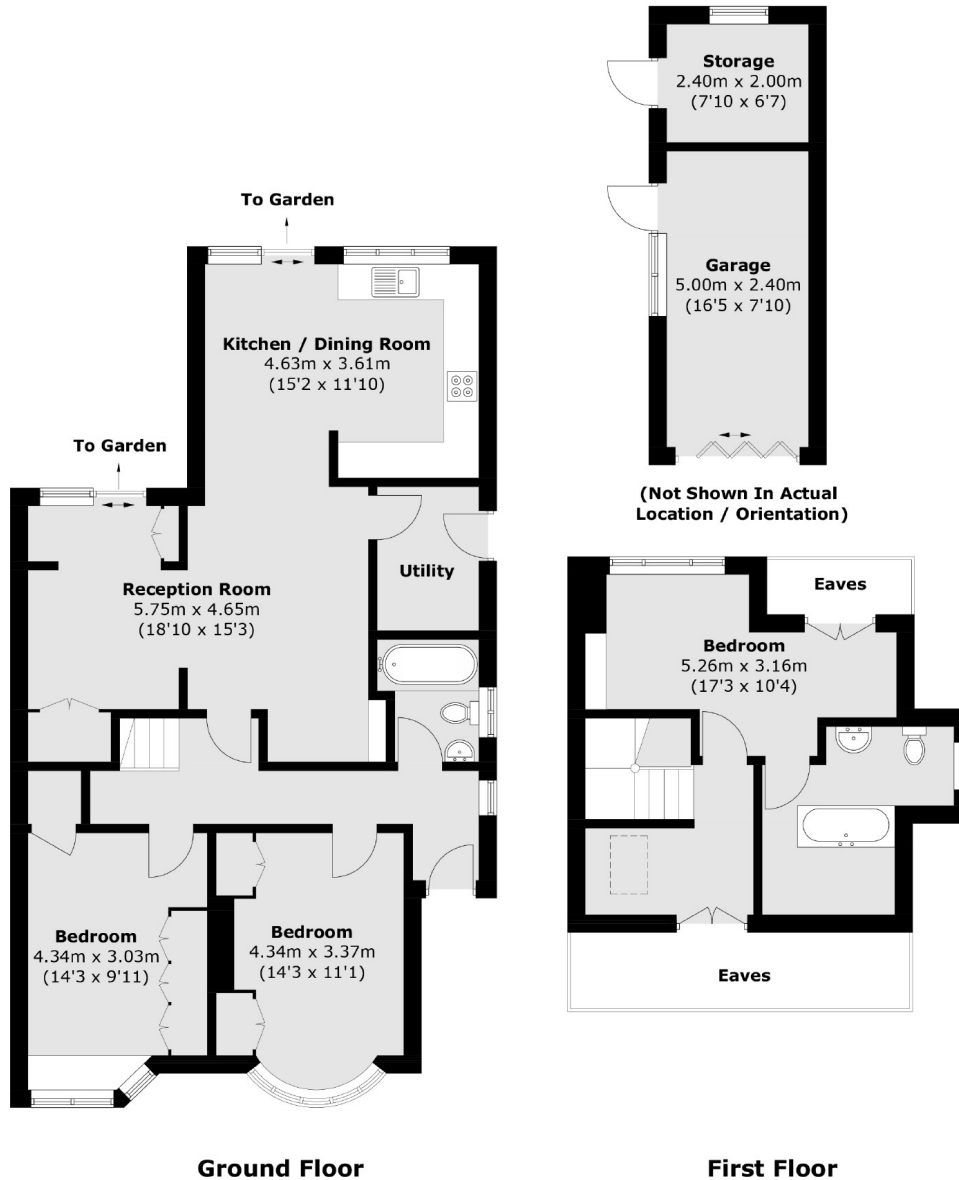 Storage
2.40m x 2.00m
(7'10 x 6'7)
To Garden
Garage
5.00m x 2.40m
(16'5 x 7'10)
Kitchen / Dining Room
4.63m x 3.61m
(15'2 x 11'10)
To Garden
(Not Shown In Actual
Location / Orientation)
Utility
Reception Room
5.75m x 4.65m
(18'10 x 15'3)
Eaves
Bedroom
5.26m x 3.16m
(17'3 x 10'4)
Bedroom
4.34m x 3.03m
(14'3 x 9'11)
Bedroom
4.34m x 3.37m
(14'3 x 11'1)
Eaves
Ground Floor
First Floor